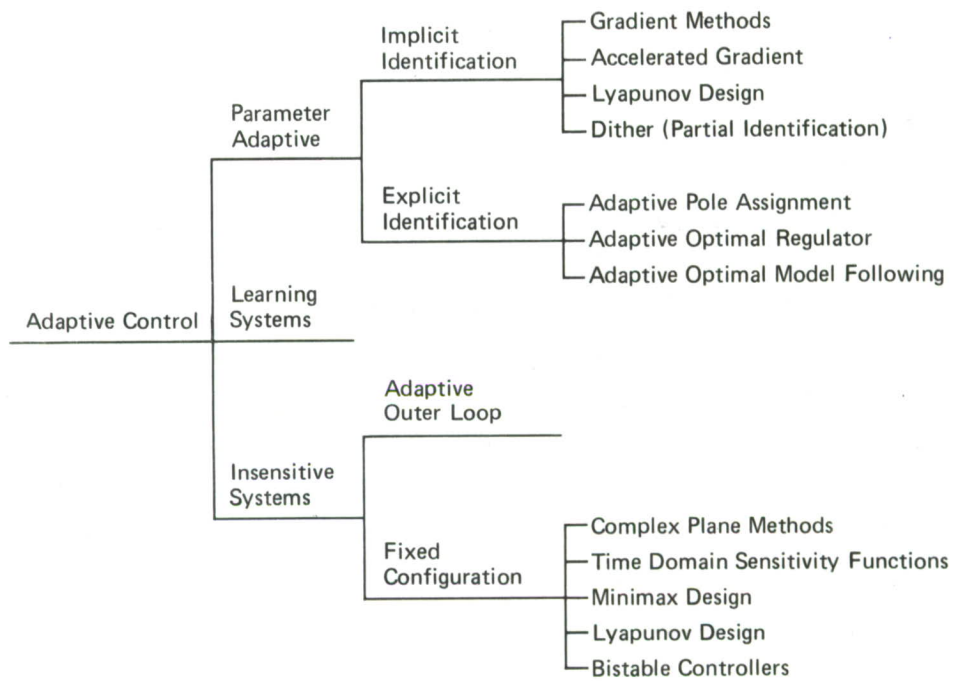 Adaptive Control
Parameter
Adaptive
Implicit
Identification
Gradient Methods
Accelerated Gradient
Lyapunov Design
Dither (Partial Identification)
Explicit
Identification
Adaptive Pole Assignment
Adaptive Optimal Regulator
Adaptive Optimal Model Following
Learning
Systems
Insensitive
Systems
Adaptive
Outer Loop
Fixed
Configuration
Complex Plane Methods
Time Domain Sensitivity Functions
Minimax Design
Lyapunov Design
Bistable Controllers